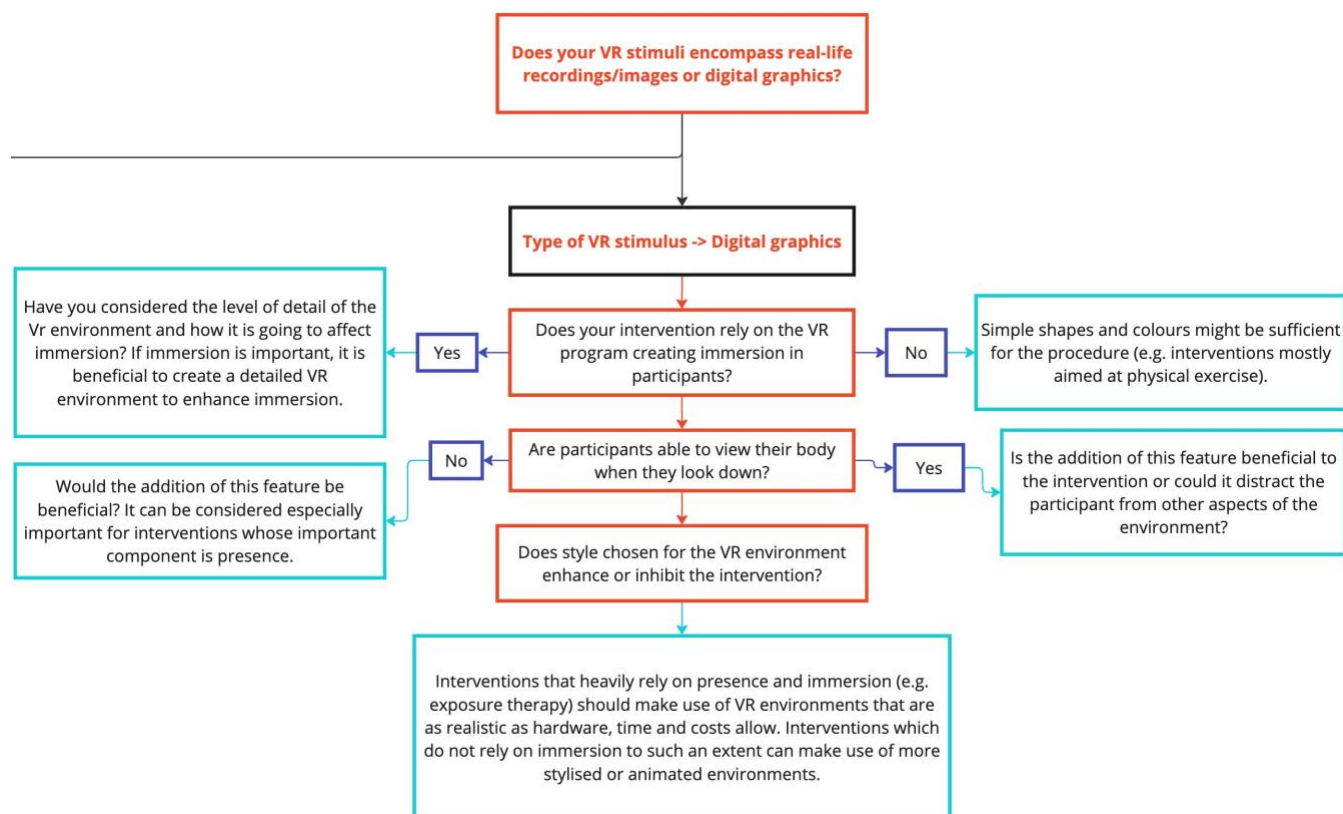 Does your VR stimuli encompass real-life
recordings/images or digital graphics?
Type of VR stimulus -> Digital graphics
Have you considered the level of detail of the
Vr environment and how it is going to affect
immersion? If immersion is important, it is
beneficial to create a detailed VR
environment to enhance immersion.
Yes
Does your intervention rely on the VR
program creating immersion in
participants?
No
Simple shapes and colours might be sufficient
for the procedure (e.g. interventions mostly
aimed at physical exercise).
Would the addition of this feature be
beneficial? It can be considered especially
important for interventions whose important
component is presence.
No
Are participants able to view their body
when they look down?
Yes
Is the addition of this feature beneficial to
the intervention or could it distract the
participant from other aspects of the
environment?
Does style chosen for the VR environment
enhance or inhibit the intervention?
Interventions that heavily rely on presence and immersion (e.g.
exposure therapy) should make use of VR environments that are
as realistic as hardware, time and costs allow. Interventions which
do not rely on immersion to such an extent can make use of more
stylised or animated environments.